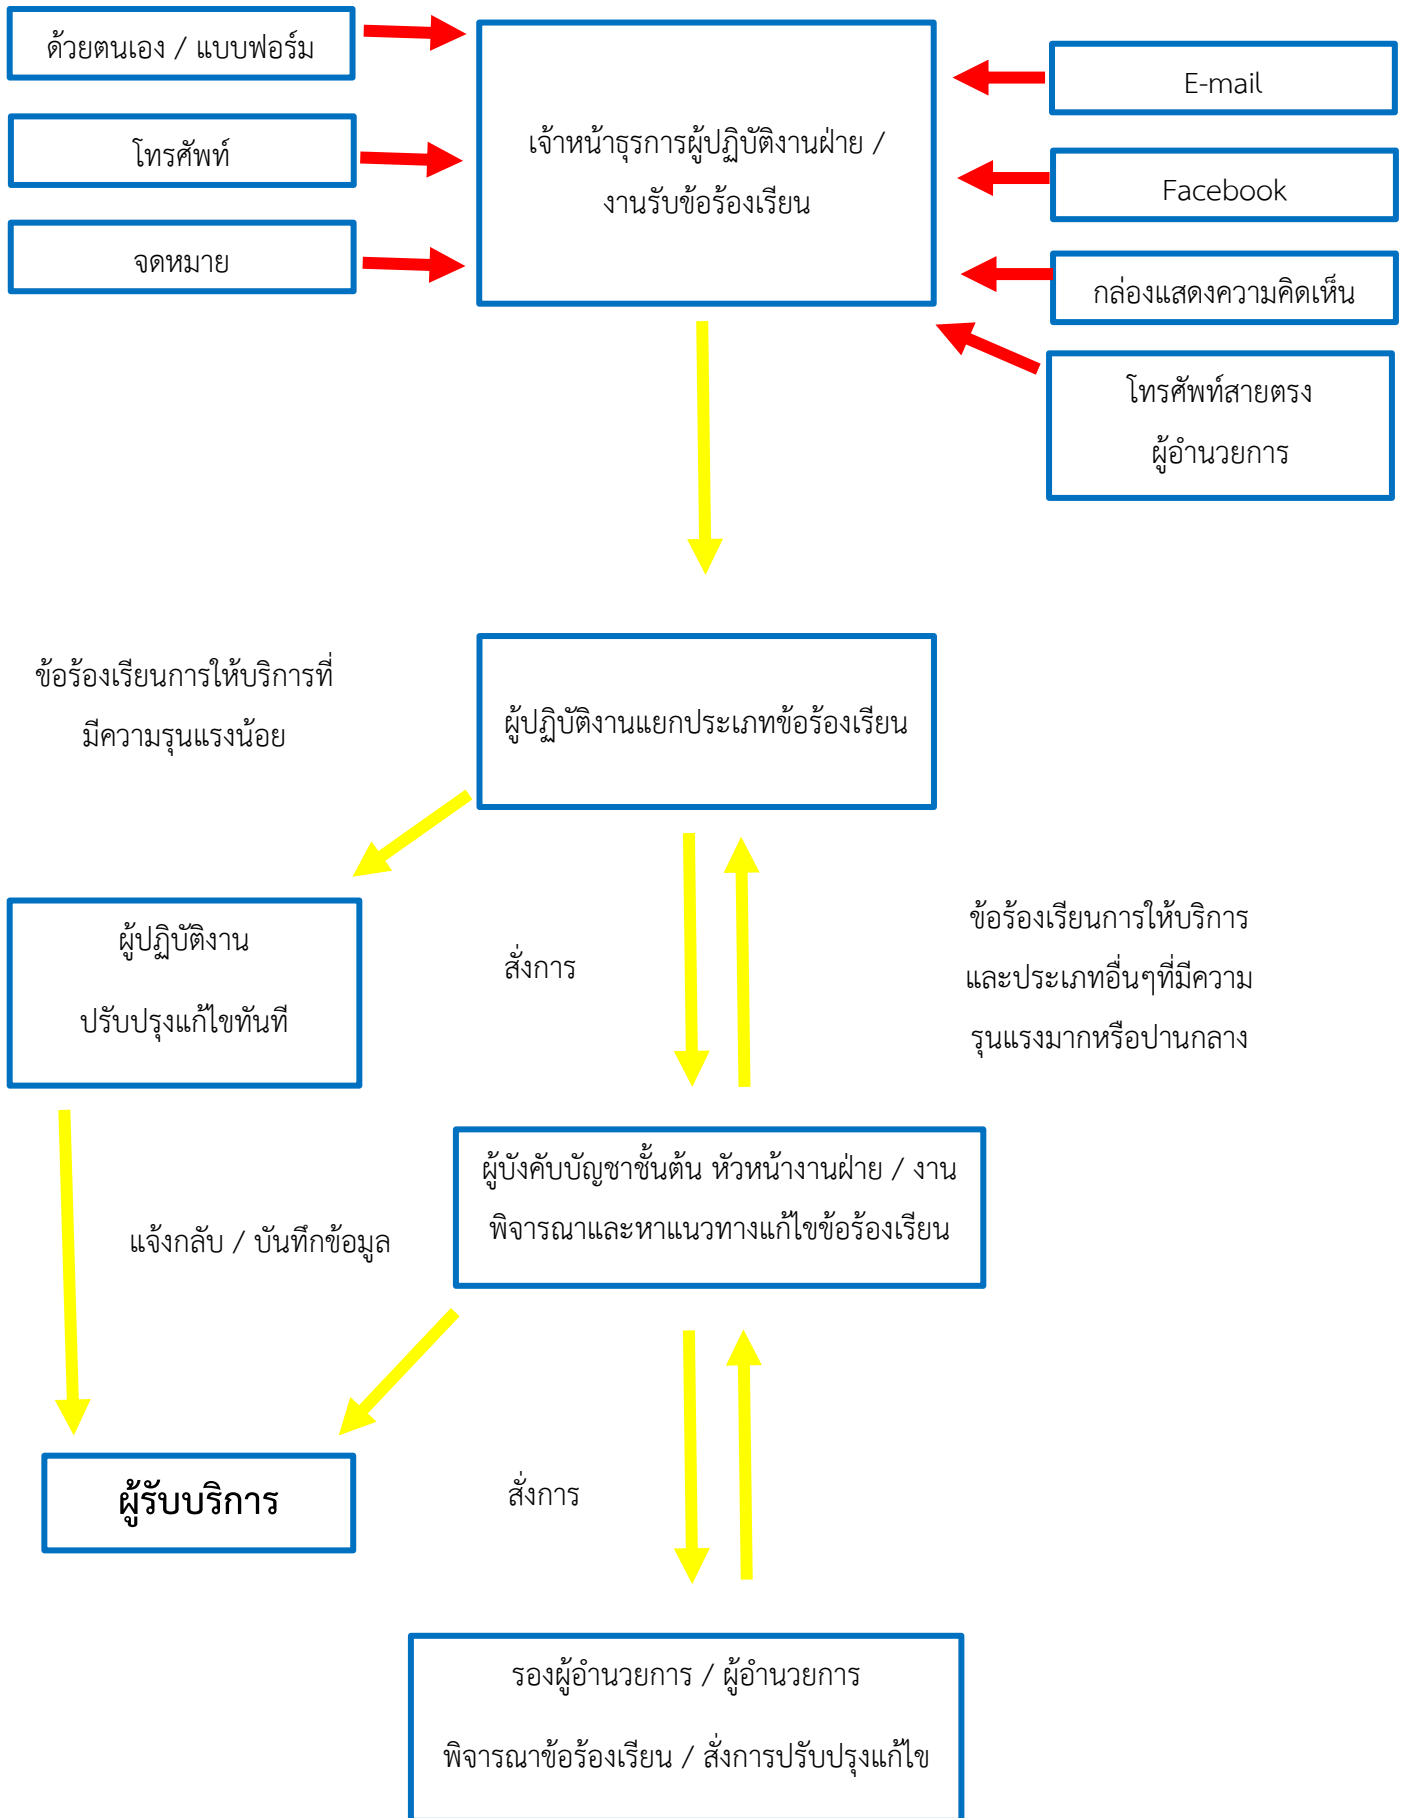 ด้วยตนเอง / แบบฟอร์ม
โทรศัพท์
จดหมาย
เจ้าหน้าธุรการผู้ปฏิบัติงานฝ่าย /
งานรับข้อร้องเรียน
E-mail
Facebook
กล่องแสดงความคิดเห็น
โทรศัพท์สายตรง
ผู้อำนวยการ
ข้อร้องเรียนการให้บริการที่
มีความรุนแรงน้อย
ผู้ปฏิบัติงานแยกประเภทข้อร้องเรียน
ผู้ปฏิบัติงาน
ปรับปรุงแก้ไขทันที
สั่งการ
ข้อร้องเรียนการให้บริการ
และประเภทอื่นๆที่มีความ
รุนแรงมากหรือปานกลาง
ผู้บังคับบัญชาชั้นต้น หัวหน้างานฝ่าย / งาน
พิจารณาและหาแนวทางแก้ไขข้อร้องเรียน
แจ้งกลับ / บันทึกข้อมูล
ผู้รับบริการ
สั่งการ
รองผู้อำนวยการ / ผู้อำนวยการ
พิจารณาข้อร้องเรียน / สั่งการปรับปรุงแก้ไข